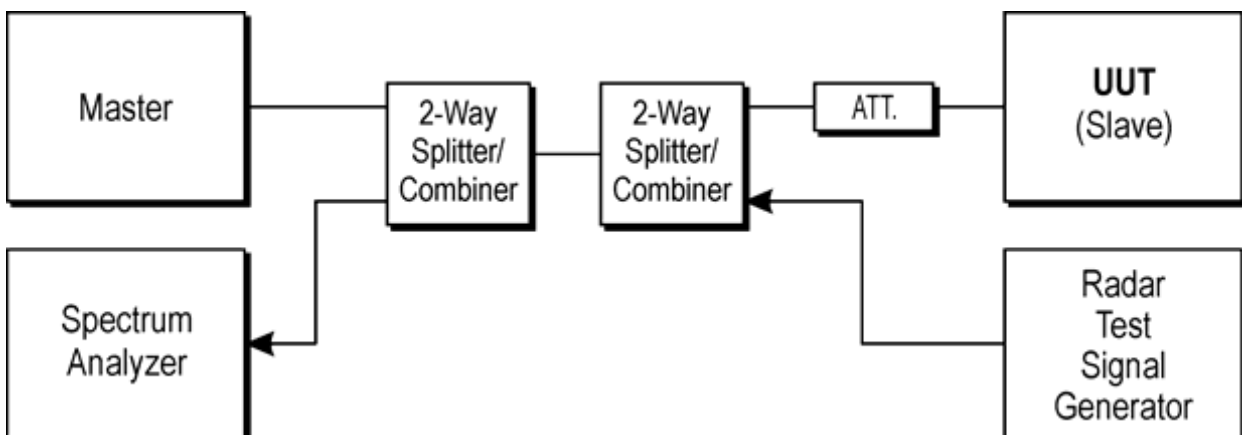 Master
2-Way
Splitter/
Combiner
2-Way
Splitter/
Combiner
ATT.
UUT
(Slave)
Spectrum
Analyzer
Radar
Test
Signal
Generator